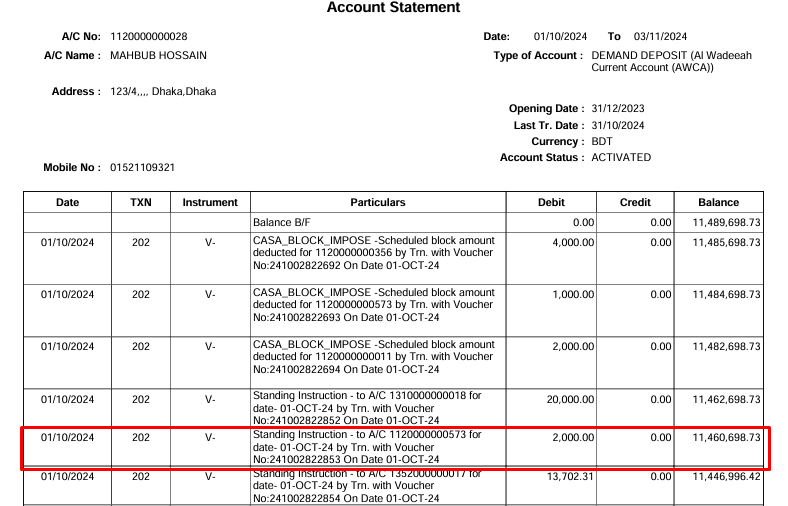 Account Statement
A/C No: 1120000000028
Date: 01/10/2024 To 03/11/2024
A/C Name : MAHBUB HOSSAIN
Type of Account : DEMAND DEPOSIT (Al Wadeeah
Current Account (AWCA))
Address : 123/4,,,, Dhaka,Dhaka
Opening Date : 31/12/2023
Last Tr. Date : 31/10/2024
Currency : BDT
Account Status : ACTIVATED
Mobile No : 01521109321
Date TXN Instrument Particulars Debit Credit Balance
Balance B/F 0.00 0.00 11,489,698.73
01/10/2024 202 V- CASA_BLOCK_IMPOSE -Scheduled block amount 4,000.00 0.00 11,485,698.73
deducted for 1120000000356 by Trn. with Voucher
No:241002822692 On Date 01-OCT-24
01/10/2024 202 V- CASA_BLOCK_IMPOSE -Scheduled block amount 1,000.00 0.00 11,484,698.73
deducted for 1120000000573 by Trn. with Voucher
No:241002822693 On Date 01-OCT-24
01/10/2024 202 V- CASA_BLOCK_IMPOSE -Scheduled block amount 2,000.00 0.00 11,482,698.73
deducted for 1120000000011 by Trn. with Voucher
No:241002822694 On Date 01-OCT-24
01/10/2024 202 V- Standing Instruction - to A/C 1310000000018 for 20,000.00 0.00 11,462,698.73
date- 01-OCT-24 by Trn. with Voucher
No:241002822852 On Date 01-OCT-24
01/10/2024 202 V- Standing Instruction - to A/C 1120000000573 for 2,000.00 0.00 11,460,698.73
date- 01-OCT-24 by Trn. with Voucher
No:241002822853 On Date 01-OCT-24
01/10/2024 202 V- Standing Instruction - to A/C 1352000000017 for 13,702.31 0.00 11,446,996.42
date- 01-OCT-24 by Trn. with Voucher
No:241002822854 On Date 01-OCT-24